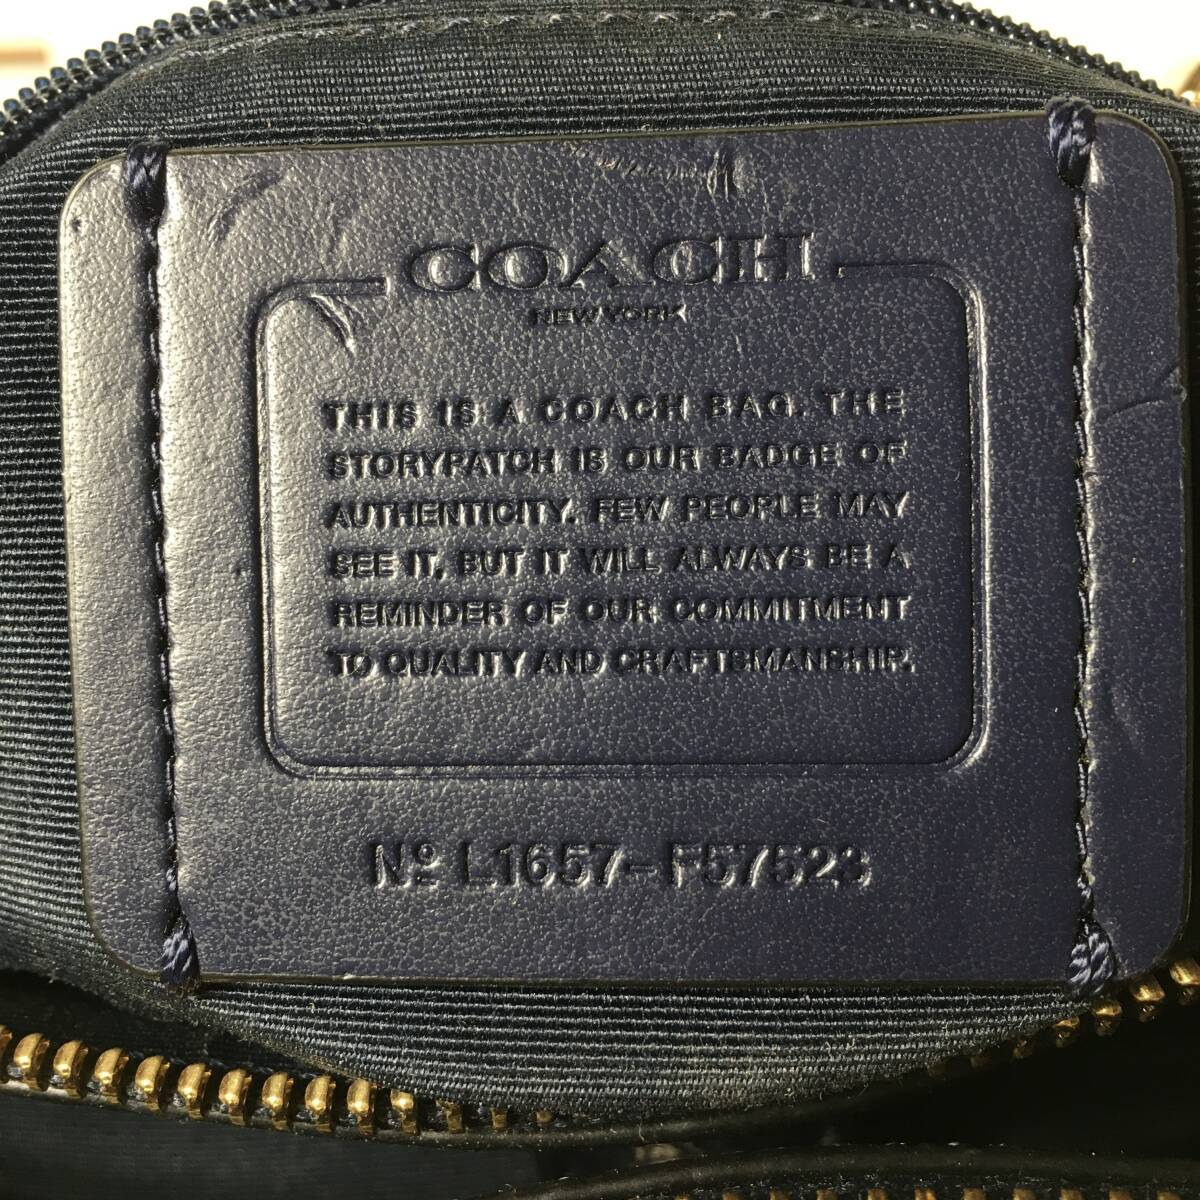 COACH
NEW YORK
THIS IS A COACH BAG. THE
STORYPATCH IS OUR BADGE OF
AUTHENTICITY. FEW PEOPLE MAY
SEE IT, BUT IT WILL ALWAYS BE A
REMINDER OF OUR COMMITMENT
TO QUALITY AND CRAFTSMANSHIP.
Nº L1657-F57523